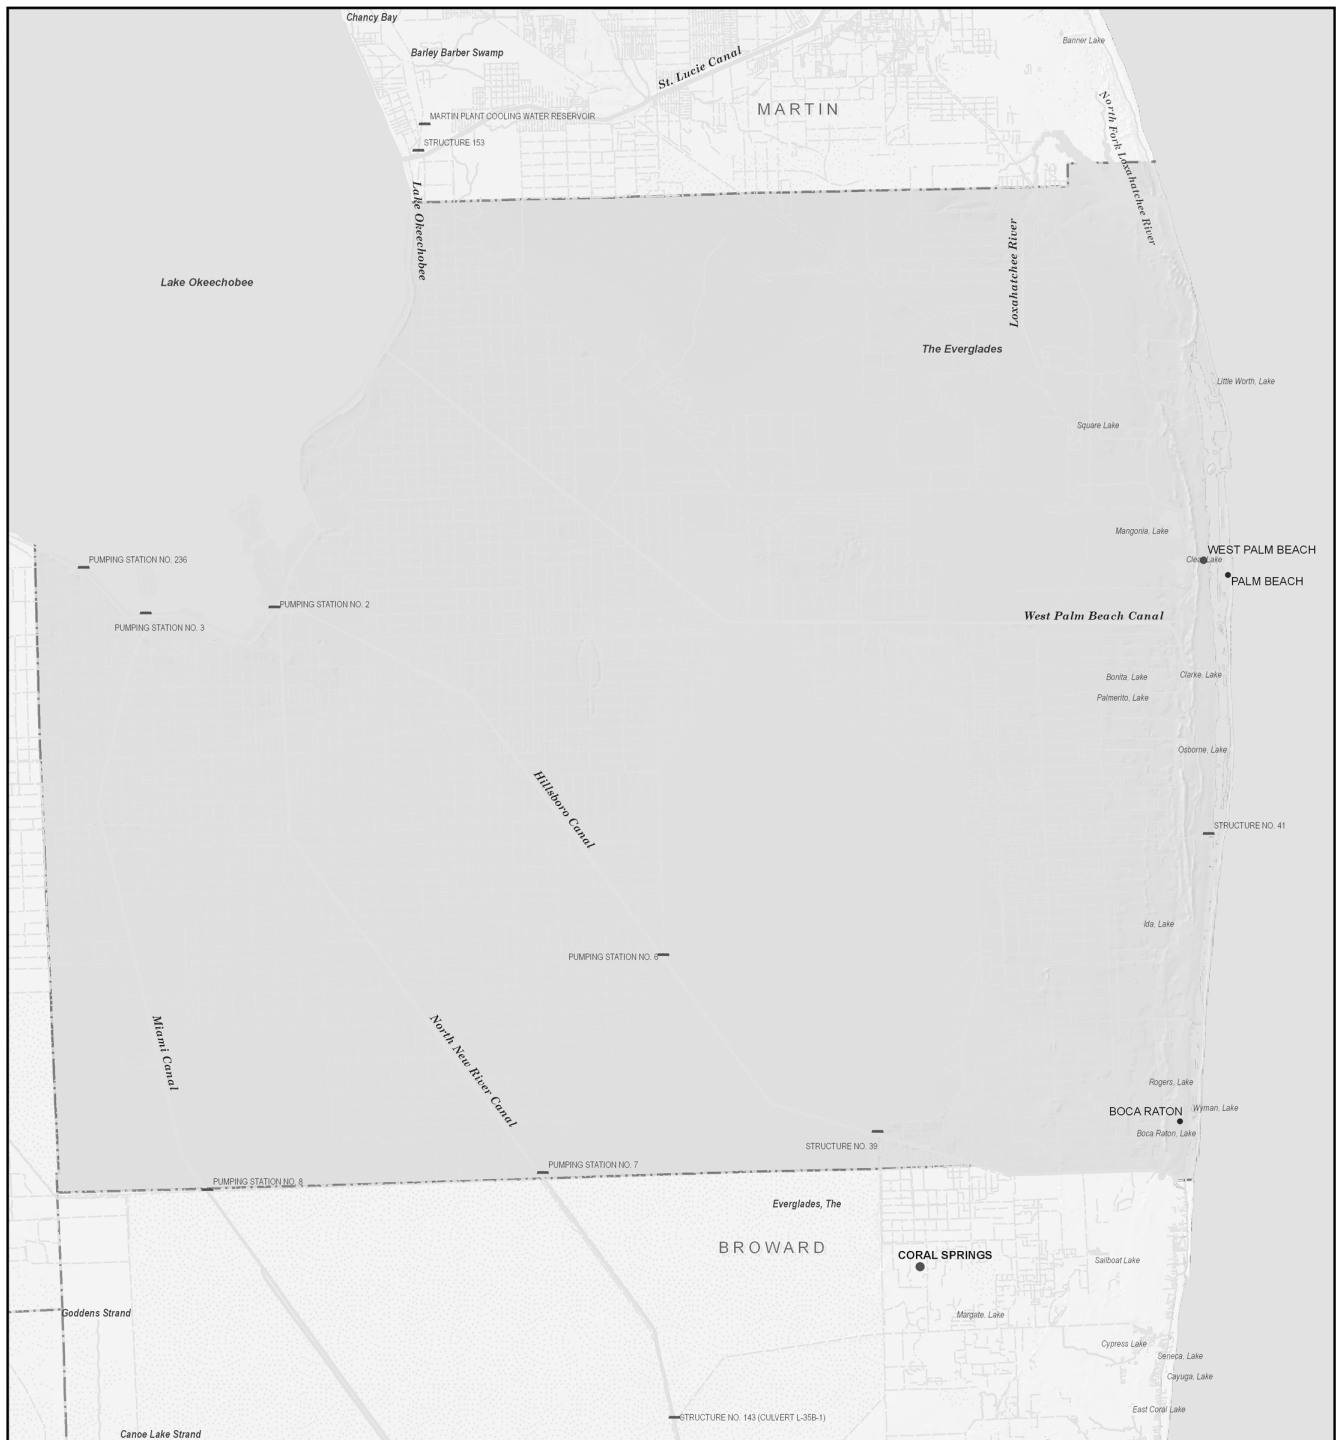 Chancy Bay
Banner Lake
Barley Barber Swamp
St. Lucie Canal
MARTIN
North Fork Loxahatchee River
MARTIN PLANT COOLING WATER RESERVOIR
STRUCTURE 153
Lake Okeechobee
Loxahatchee River
Lake Okeechobee
The Everglades
Little Worth, Lake
Square Lake
Mangonia, Lake
WEST PALM BEACH
PUMPING STATION NO. 236
Clear Lake
PALM BEACH
PUMPING STATION NO. 2
West Palm Beach Canal
PUMPING STATION NO. 3
Bonita, Lake
Clarke, Lake
Palmerito, Lake
Osborne, Lake
Hillsboro Canal
STRUCTURE NO. 41
Ida, Lake
PUMPING STATION NO. 6
Miami Canal
North New River Canal
Rogers, Lake
Wyman, Lake
BOCA RATON
Boca Raton, Lake
STRUCTURE NO. 39
PUMPING STATION NO. 7
PUMPING STATION NO. 8
Everglades, The
BROWARD
CORAL SPRINGS
Sailboat Lake
Goddens Strand
Margate, Lake
Cypress, Lake
Seneca, Lake
Cayuga, Lake
East Coral Lake
STRUCTURE NO. 143 (CULVERT L-35B-1)
Canoe Lake Strand